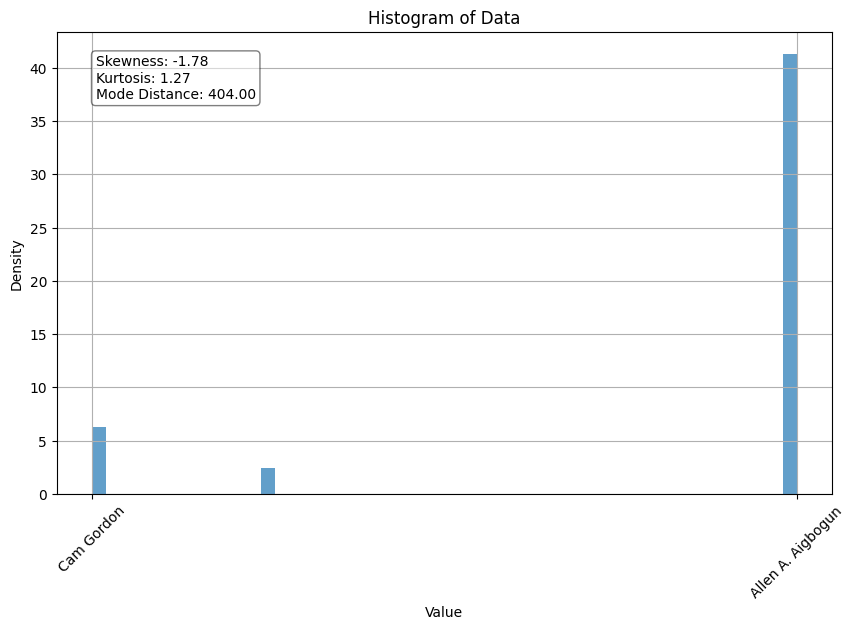 Histogram of Data
Skewness: -1.78
Kurtosis: 1.27
Mode Distance: 404.00
40
35
30
25
20
15
10
5
0
Density
Cam Gordon
Allen A. Aigbogun
Value